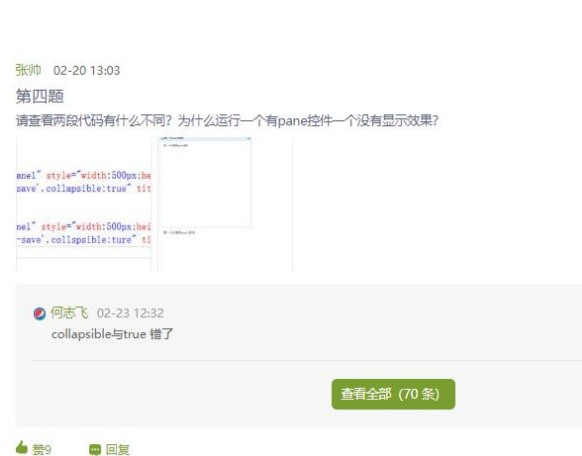 张帅 02-20 13:03
第四题
请查看两段代码有什么不同？为什么运行一个有pane控件一个没有显示效果？
anel" style="width:500px;he
save',collapsible:true" tit
nel" style="width:500px;hei
-save',collspsible:ture" ti
何志飞 02-23 12:32
collapsible与true 错了
查看全部（70 条）
赞9 回复